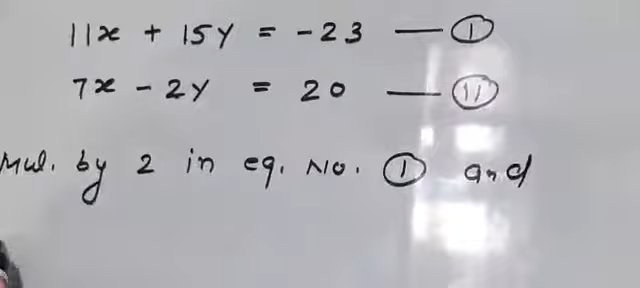 11x + 15y = -23 — (1)
7x - 2y = 20 — (11)
Mul. by 2 in eq. No. (1) and